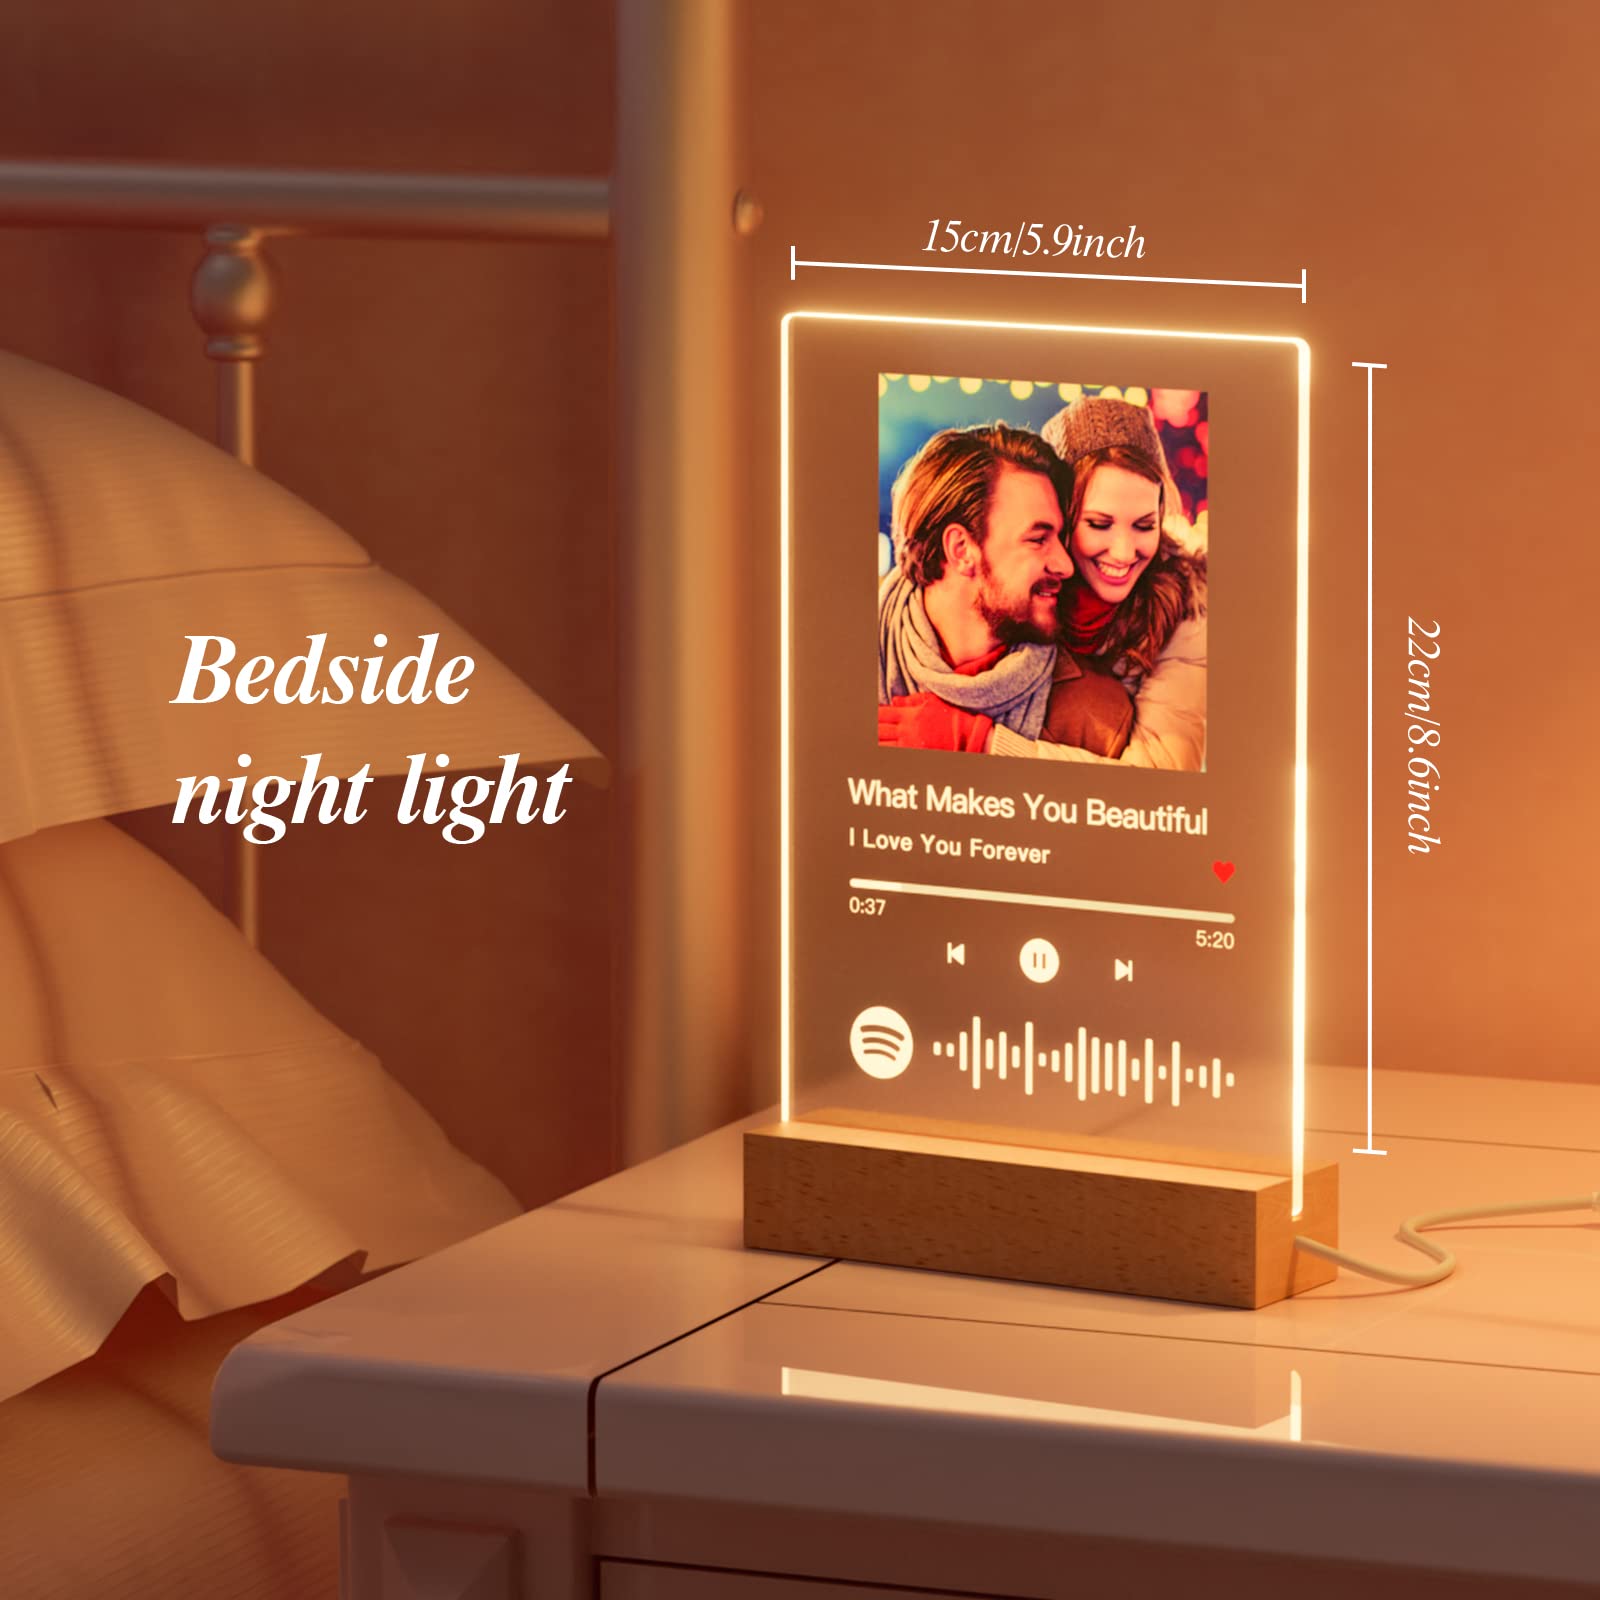 15cm/5.9inch
22cm/8.6inch
Bedside
night light
What Makes You Beautiful
I Love You Forever
0:37
5:20